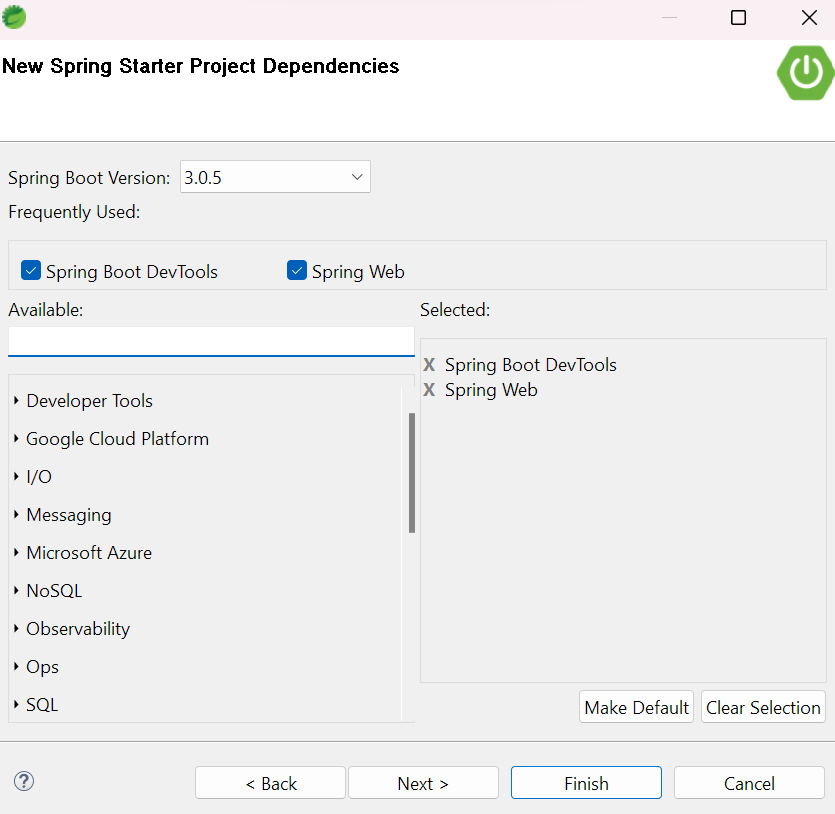 New Spring Starter Project Dependencies
Spring Boot Version: 3.0.5
Frequently Used:
Spring Boot DevTools Spring Web
Available:
Selected:
X Spring Boot DevTools
X Spring Web
Developer Tools
Google Cloud Platform
I/O
Messaging
Microsoft Azure
NoSQL
Observability
Ops
SQL
Make Default Clear Selection
? < Back Next > Finish Cancel